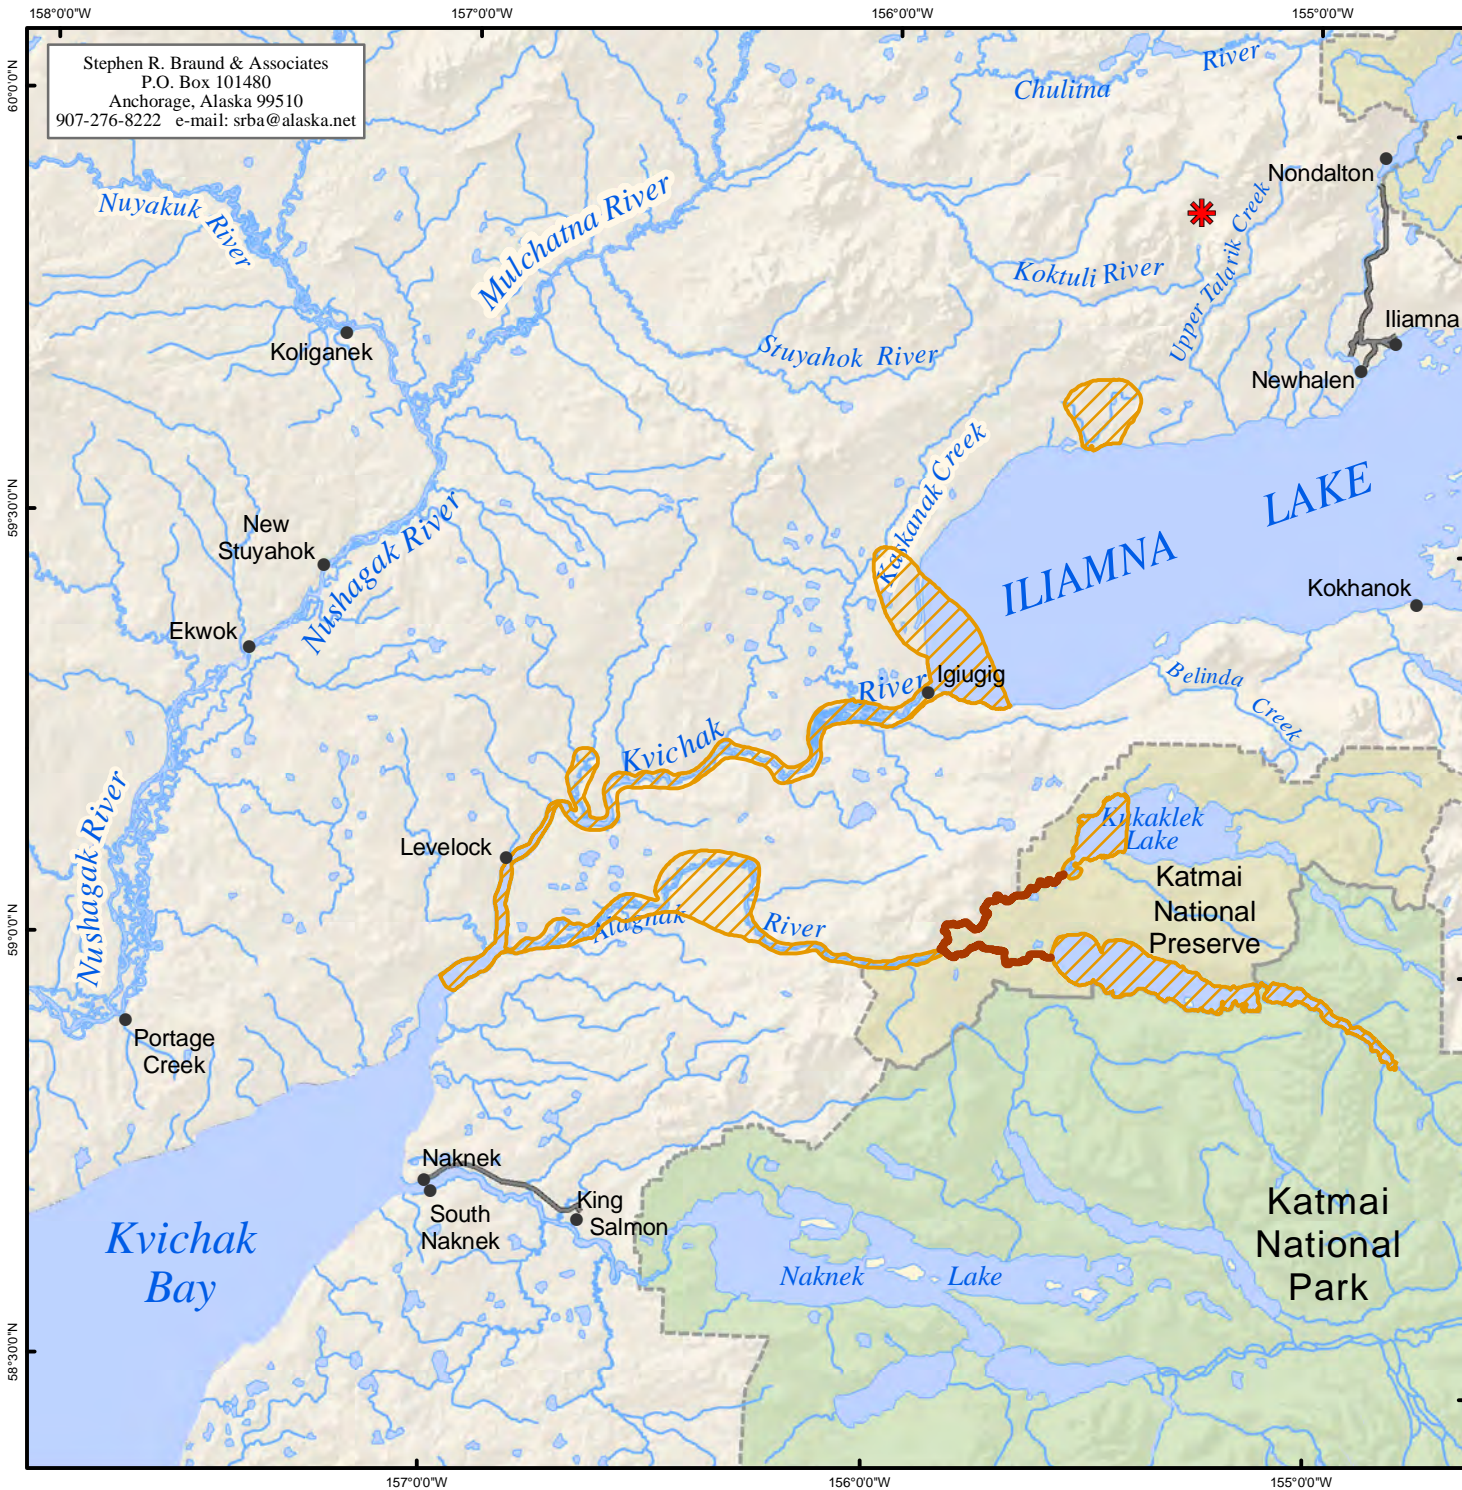 158°0'0"W
157°0'0"W
156°0'0"W
155°0'0"W
60°0'0"N
Stephen R. Braund & Associates
P.O. Box 101480
Anchorage, Alaska 99510
907-276-8222 e-mail: srba@alaska.net
Chulitna River
Nondalton
Nuyakuk River
Mulchatna River
Upper Talarik Creek
Koktuli River
Iliamna
Koliganek
Stuyahok River
Newhalen
Kaskanak Creek
59°30'0"N
New
Stuyahok
Nushagak River
ILIAMNA LAKE
Kokhanok
Ekwok
Igiugig
Belinda Creek
Kvichak River
Nushagak River
Levelock
Kukaklek
Lake
Katmai
National
Preserve
Alagnak River
59°0'0"N
Portage
Creek
Naknek
South
Naknek
King
Salmon
Katmai
National
Park
Kvichak
Bay
Naknek Lake
58°30'0"N
157°0'0"W
156°0'0"W
155°0'0"W